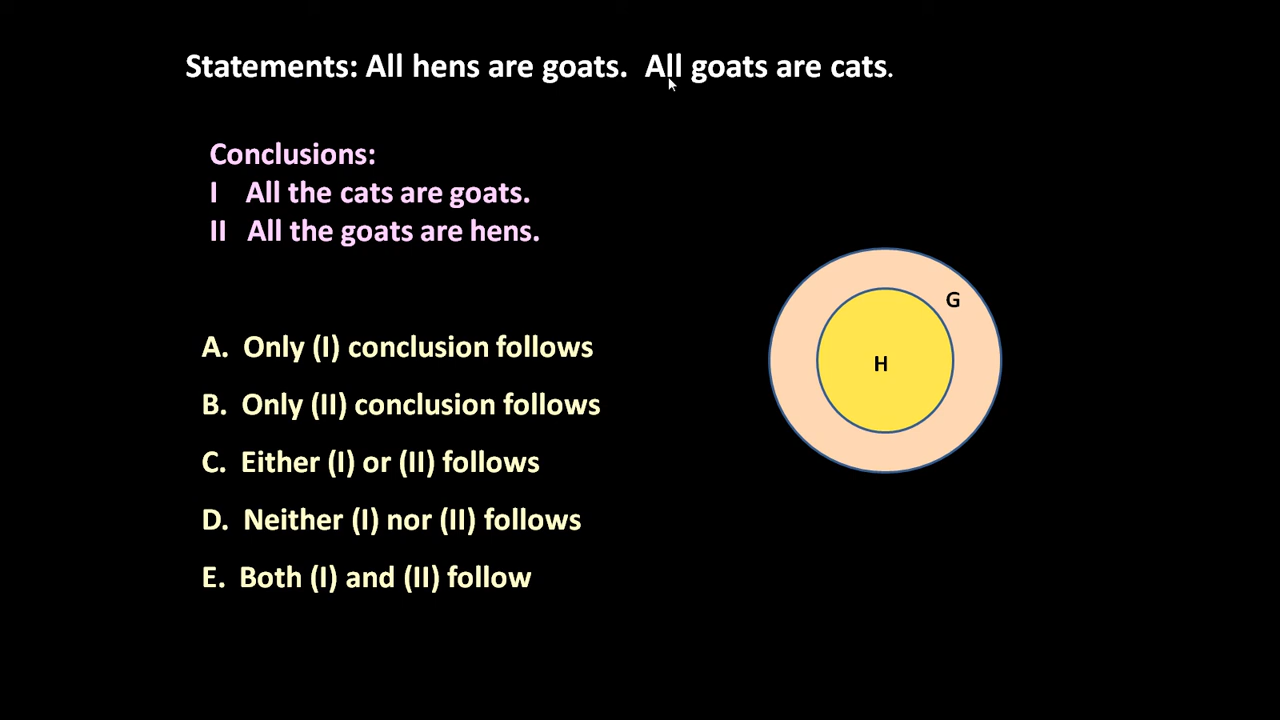 Statements: All hens are goats. All goats are cats.
Conclusions:
I All the cats are goats.
II All the goats are hens.
G
H
A. Only (I) conclusion follows
B. Only (II) conclusion follows
C. Either (I) or (II) follows
D. Neither (I) nor (II) follows
E. Both (I) and (II) follow